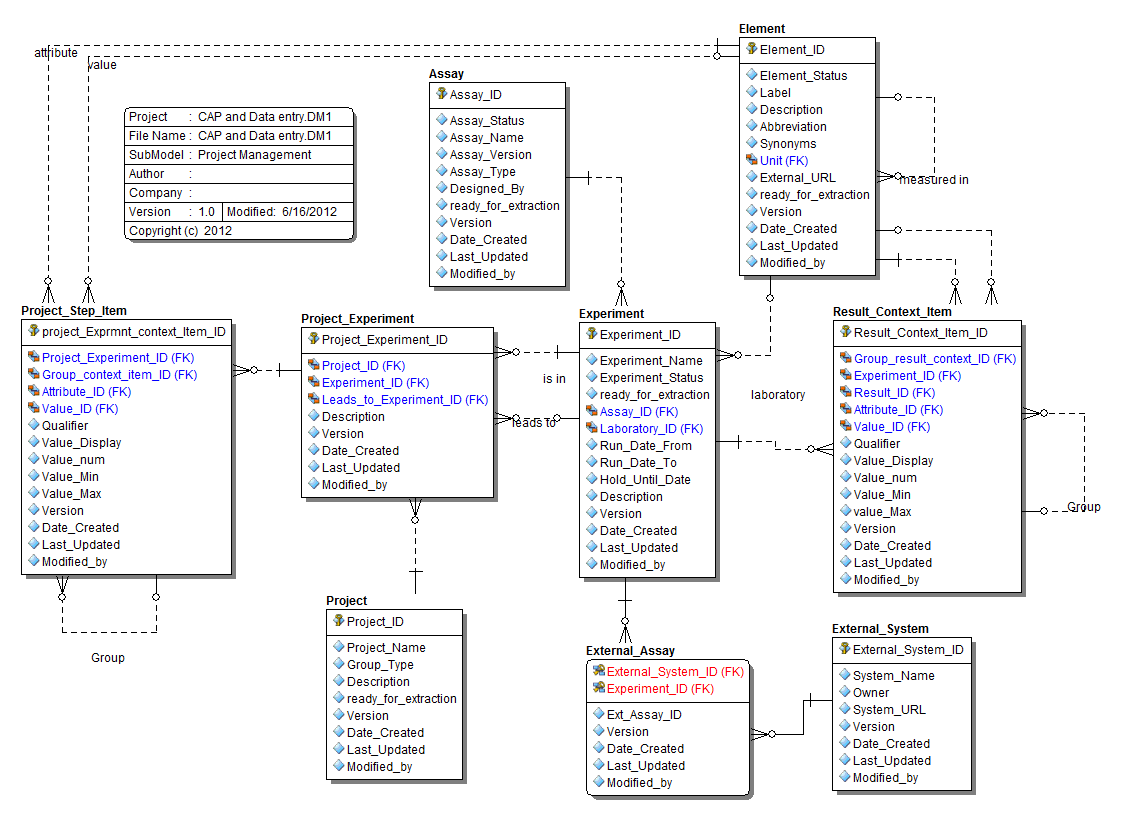 attribute
value
Project : CAP and Data entry.DM1
File Name : CAP and Data entry.DM1
SubModel : Project Management
Author :
Company :
Version : 1.0 Modified: 6/16/2012
Copyright (c) 2012
Assay
Assay_ID
Assay_Status
Assay_Name
Assay_Version
Assay_Type
Designed_By
ready_for_extraction
Version
Date_Created
Last_Updated
Modified_by
Element
Element_ID
Element_Status
Label
Description
Abbreviation
Synonyms
Unit (FK)
External_URL
ready_for_extraction
Version
Date_Created
Last_Updated
Modified_by
measured in
Project_Step_Item
project_Exprmnt_context_Item_ID
Project_Experiment_ID (FK)
Group_context_item_ID (FK)
Attribute_ID (FK)
Value_ID (FK)
Qualifier
Value_Display
Value_num
Value_Min
Value_Max
Version
Date_Created
Last_Updated
Modified_by
Group
Project_Experiment
Project_Experiment_ID
Project_ID (FK)
Experiment_ID (FK)
Leads_to_Experiment_ID (FK)
Description
Version
Date_Created
Last_Updated
Modified_by
is in
leads to
Experiment
Experiment_ID
Experiment_Name
Experiment_Status
ready_for_extraction
Assay_ID (FK)
Laboratory_ID (FK)
Run_Date_From
Run_Date_To
Hold_Until_Date
Description
Version
Date_Created
Last_Updated
Modified_by
laboratory
Result_Context_Item
Result_Context_Item_ID
Group_result_context_ID (FK)
Experiment_ID (FK)
Result_ID (FK)
Attribute_ID (FK)
Value_ID (FK)
Qualifier
Value_Display
Value_num
Value_Min
value_Max
Version
Date_Created
Last_Updated
Modified_by
Group
Project
Project_ID
Project_Name
Group_Type
Description
ready_for_extraction
Version
Date_Created
Last_Updated
Modified_by
External_Assay
External_System_ID (FK)
Experiment_ID (FK)
Ext_Assay_ID
Version
Date_Created
Last_Updated
Modified_by
External_System
External_System_ID
System_Name
Owner
System_URL
Version
Date_Created
Last_Updated
Modified_by